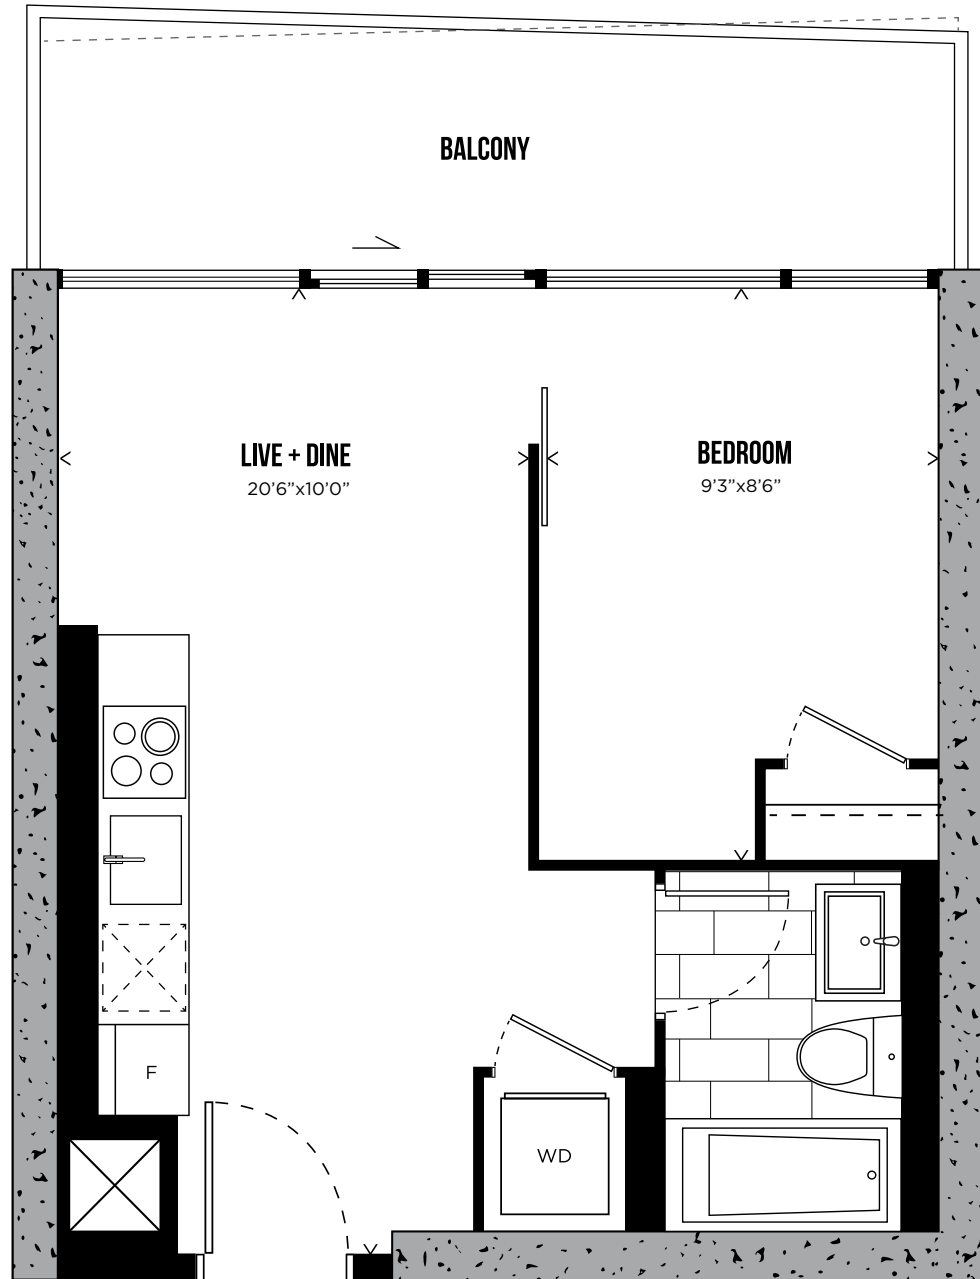 BALCONY
LIVE + DINE
20’6”x10’0”
BEDROOM
9’3”x8’6”
F
WD